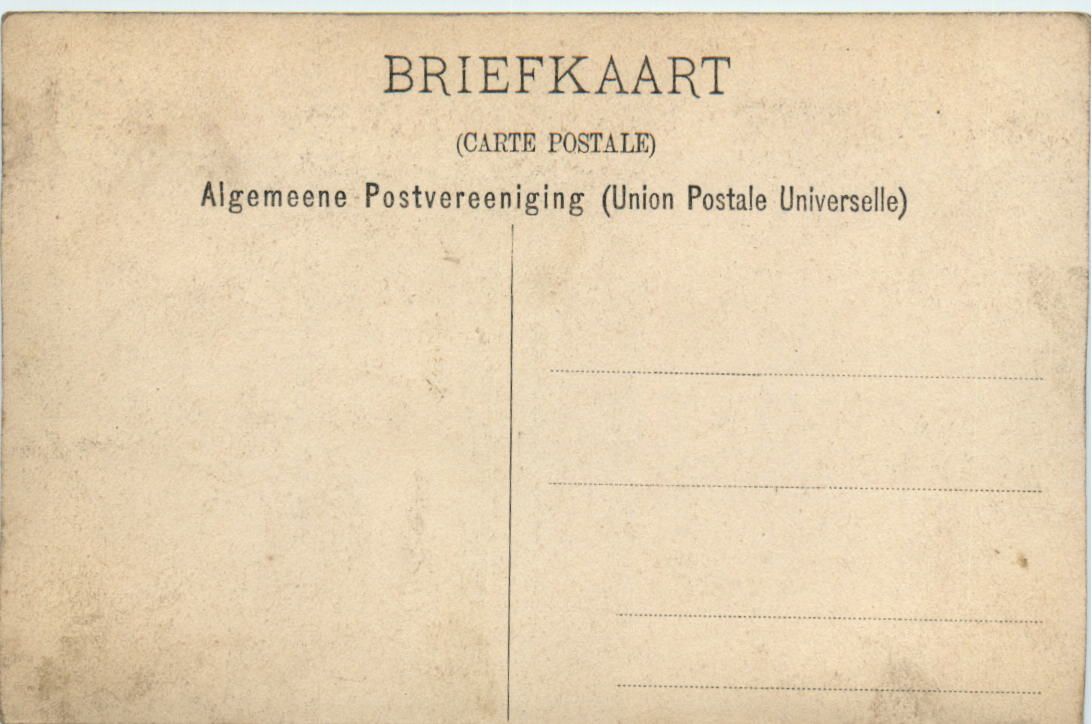 BRIEFKAART
(CARTE POSTALE)
Algemeene Postvereeniging (Union Postale Universelle)